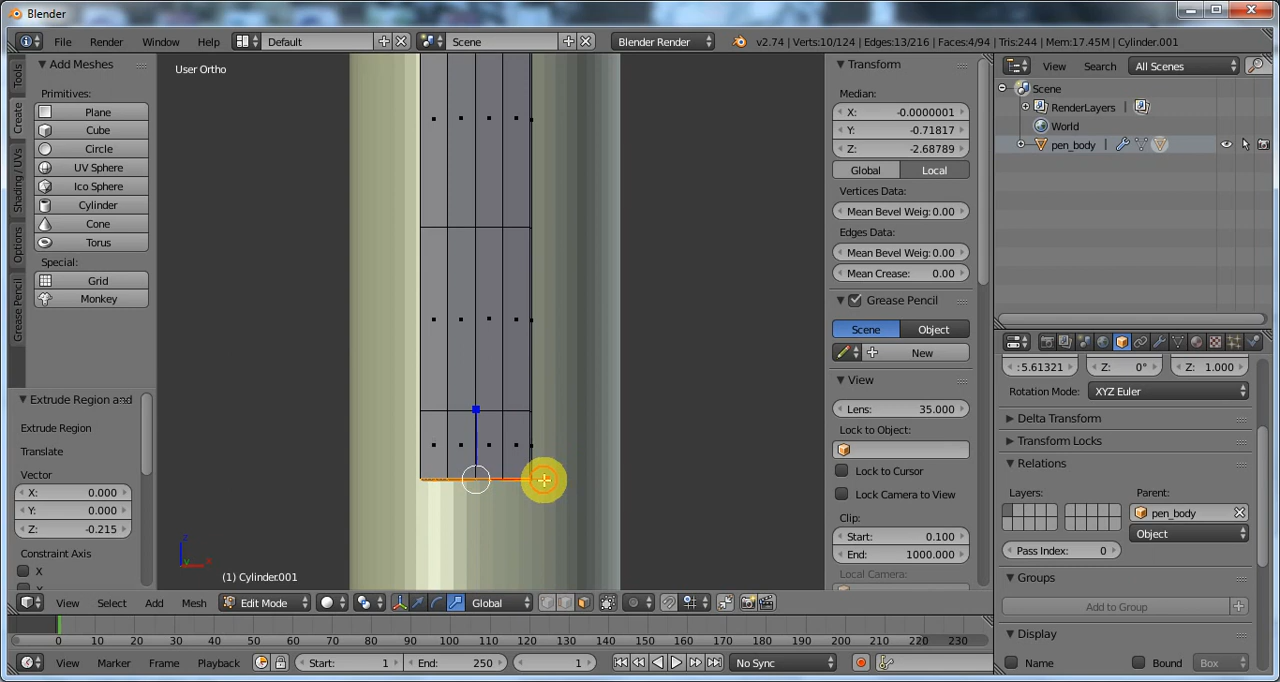 Blender
File Render Window Help Default Scene Blender Render v2.74 | Verts:10/124 | Edges:13/216 | Faces:4/94 | Tris:244 | Mem:17.45M | Cylinder.001
Tools
Create
Shading / UVs
Options
Grease Pencil
Add Meshes
Primitives:
Plane
Cube
Circle
UV Sphere
Ico Sphere
Cylinder
Cone
Torus
Special:
Grid
Monkey
Extrude Region and
Extrude Region
Translate
Vector
X: 0.000
Y: 0.000
Z: -0.215
Constraint Axis
X
User Ortho
(1) Cylinder.001
View Select Add Mesh Edit Mode Global
Transform
Median:
X: -0.0000001
Y: -0.71817
Z: -2.68789
Global Local
Vertices Data:
Mean Bevel Weig: 0.00
Edges Data:
Mean Bevel Weig: 0.00
Mean Crease: 0.00
Grease Pencil
Scene Object
New
View
Lens: 35.000
Lock to Object:
Lock to Cursor
Lock Camera to View
Clip:
Start: 0.100
End: 1000.000
Local Camera:
View Search All Scenes
Scene
RenderLayers
World
pen_body
:5.61321 Z: 0° Z: 1.000
Rotation Mode: XYZ Euler
Delta Transform
Transform Locks
Relations
Layers: Parent:
pen_body
Object
Pass Index: 0
Groups
Add to Group
Display
Name Bound Box
0 10 20 30 40 50 60 70 80 90 100 110 120 130 140 150 160 170 180 190 200 210 220 230
View Marker Frame Playback Start: 1 End: 250 1 No Sync